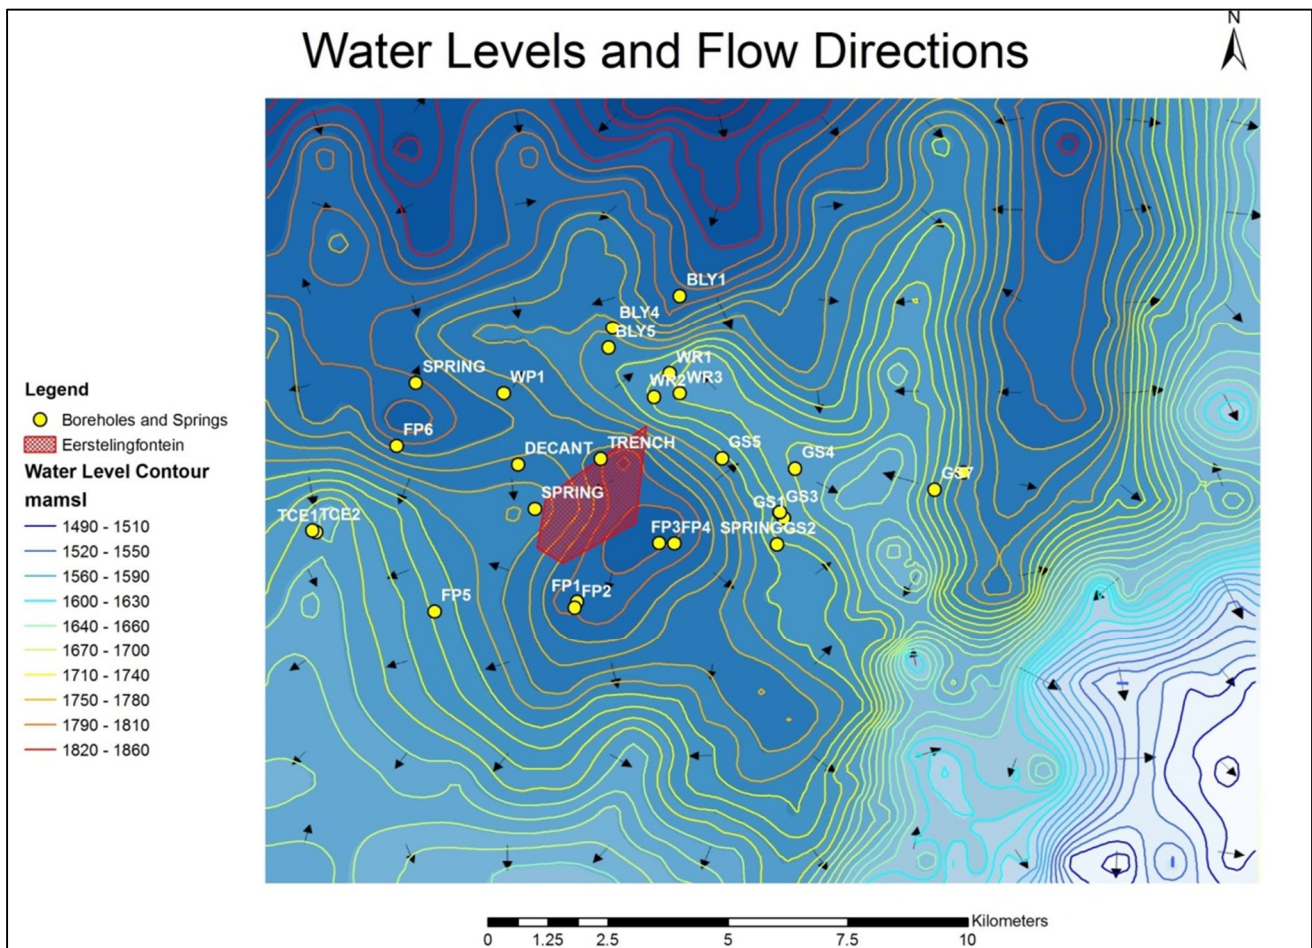 Water Levels and Flow Directions
N
BLY1
BLY4
BLY5
WR1
WR2
WR3
SPRING
WP1
FP6
DECANT
TRENCH
GS5
GS4
GS7
SPRING
GS1
GS3
TCE1
TCE2
FP3
FP4
SPRING
GS2
FP1
FP2
FP5
Legend
Boreholes and Springs
Eerstelingfontein
Water Level Contour
mamsl
1490 - 1510
1520 - 1550
1560 - 1590
1600 - 1630
1640 - 1660
1670 - 1700
1710 - 1740
1750 - 1780
1790 - 1810
1820 - 1860
Kilometers
0 1.25 2.5 5 7.5 10